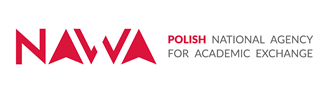 NAWA
POLISH NATIONAL AGENCY
FOR ACADEMIC EXCHANGE